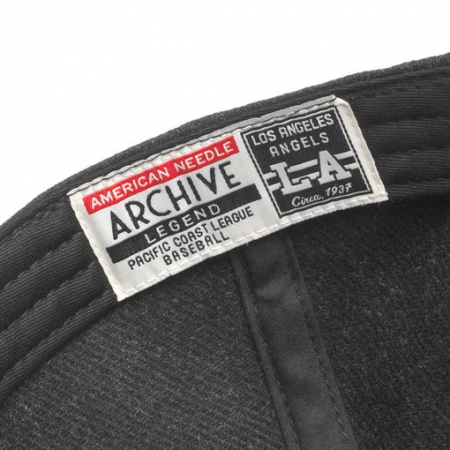 AMERICAN NEEDLE
ARCHIVE
LEGEND
PACIFIC COAST LEAGUE
BASEBALL
LOS ANGELES
ANGELS
LA
Circa. 1937